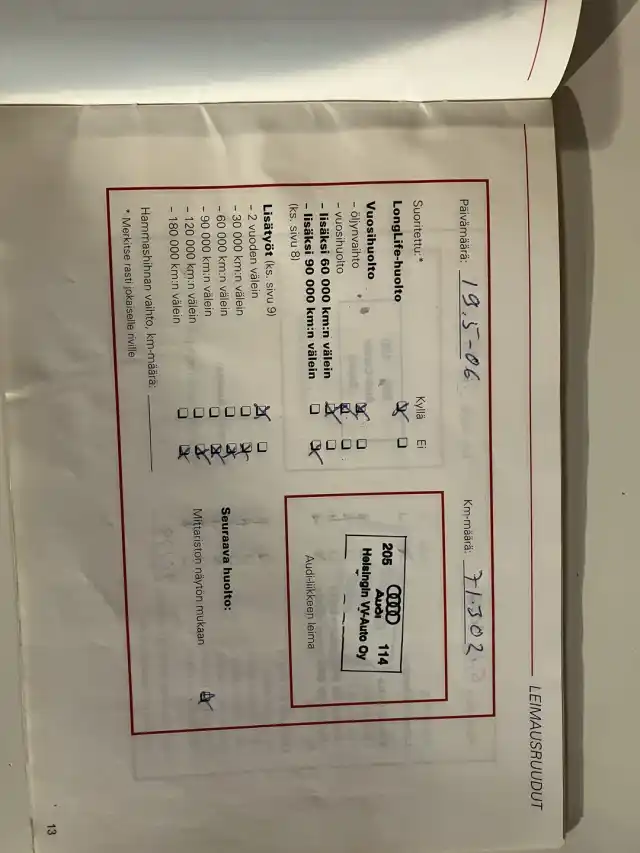 LEIMAUSRUUDUT
Päivämäärä: 19.5-06
Km-määrä: 71.302
Suoritettu:*
Kyllä Ei
LongLife-huolto
Vuosihuolto
- öljynvaihto
- vuosihuolto
- lisäksi 60 000 km:n välein
- lisäksi 90 000 km:n välein
(ks. sivu 8)
Lisätyöt (ks. sivu 9)
- 2 vuoden välein
- 30 000 km:n välein
- 60 000 km:n välein
- 90 000 km:n välein
- 120 000 km:n välein
- 180 000 km:n välein
Hammashihnan vaihto, km-määrä:
* Merkitse rasti jokaiselle riville
205 Audi 114
Helsingin VV-Auto Oy
Audi-liikkeen leima
Seuraava huolto:
Mittariston näytön mukaan
13